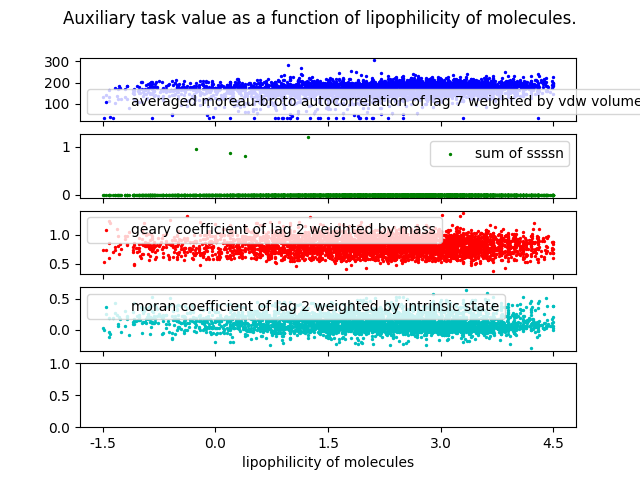 Auxiliary task value as a function of lipophilicity of molecules.
300
200
100
averaged moreau-broto autocorrelation of lag 7 weighted by vdw volume
1
0
sum of ssssn
1.0
0.5
geary coefficient of lag 2 weighted by mass
0.5
0.0
moran coefficient of lag 2 weighted by intrinsic state
1.0
0.5
0.0
-1.5 0.0 1.5 3.0 4.5
lipophilicity of molecules